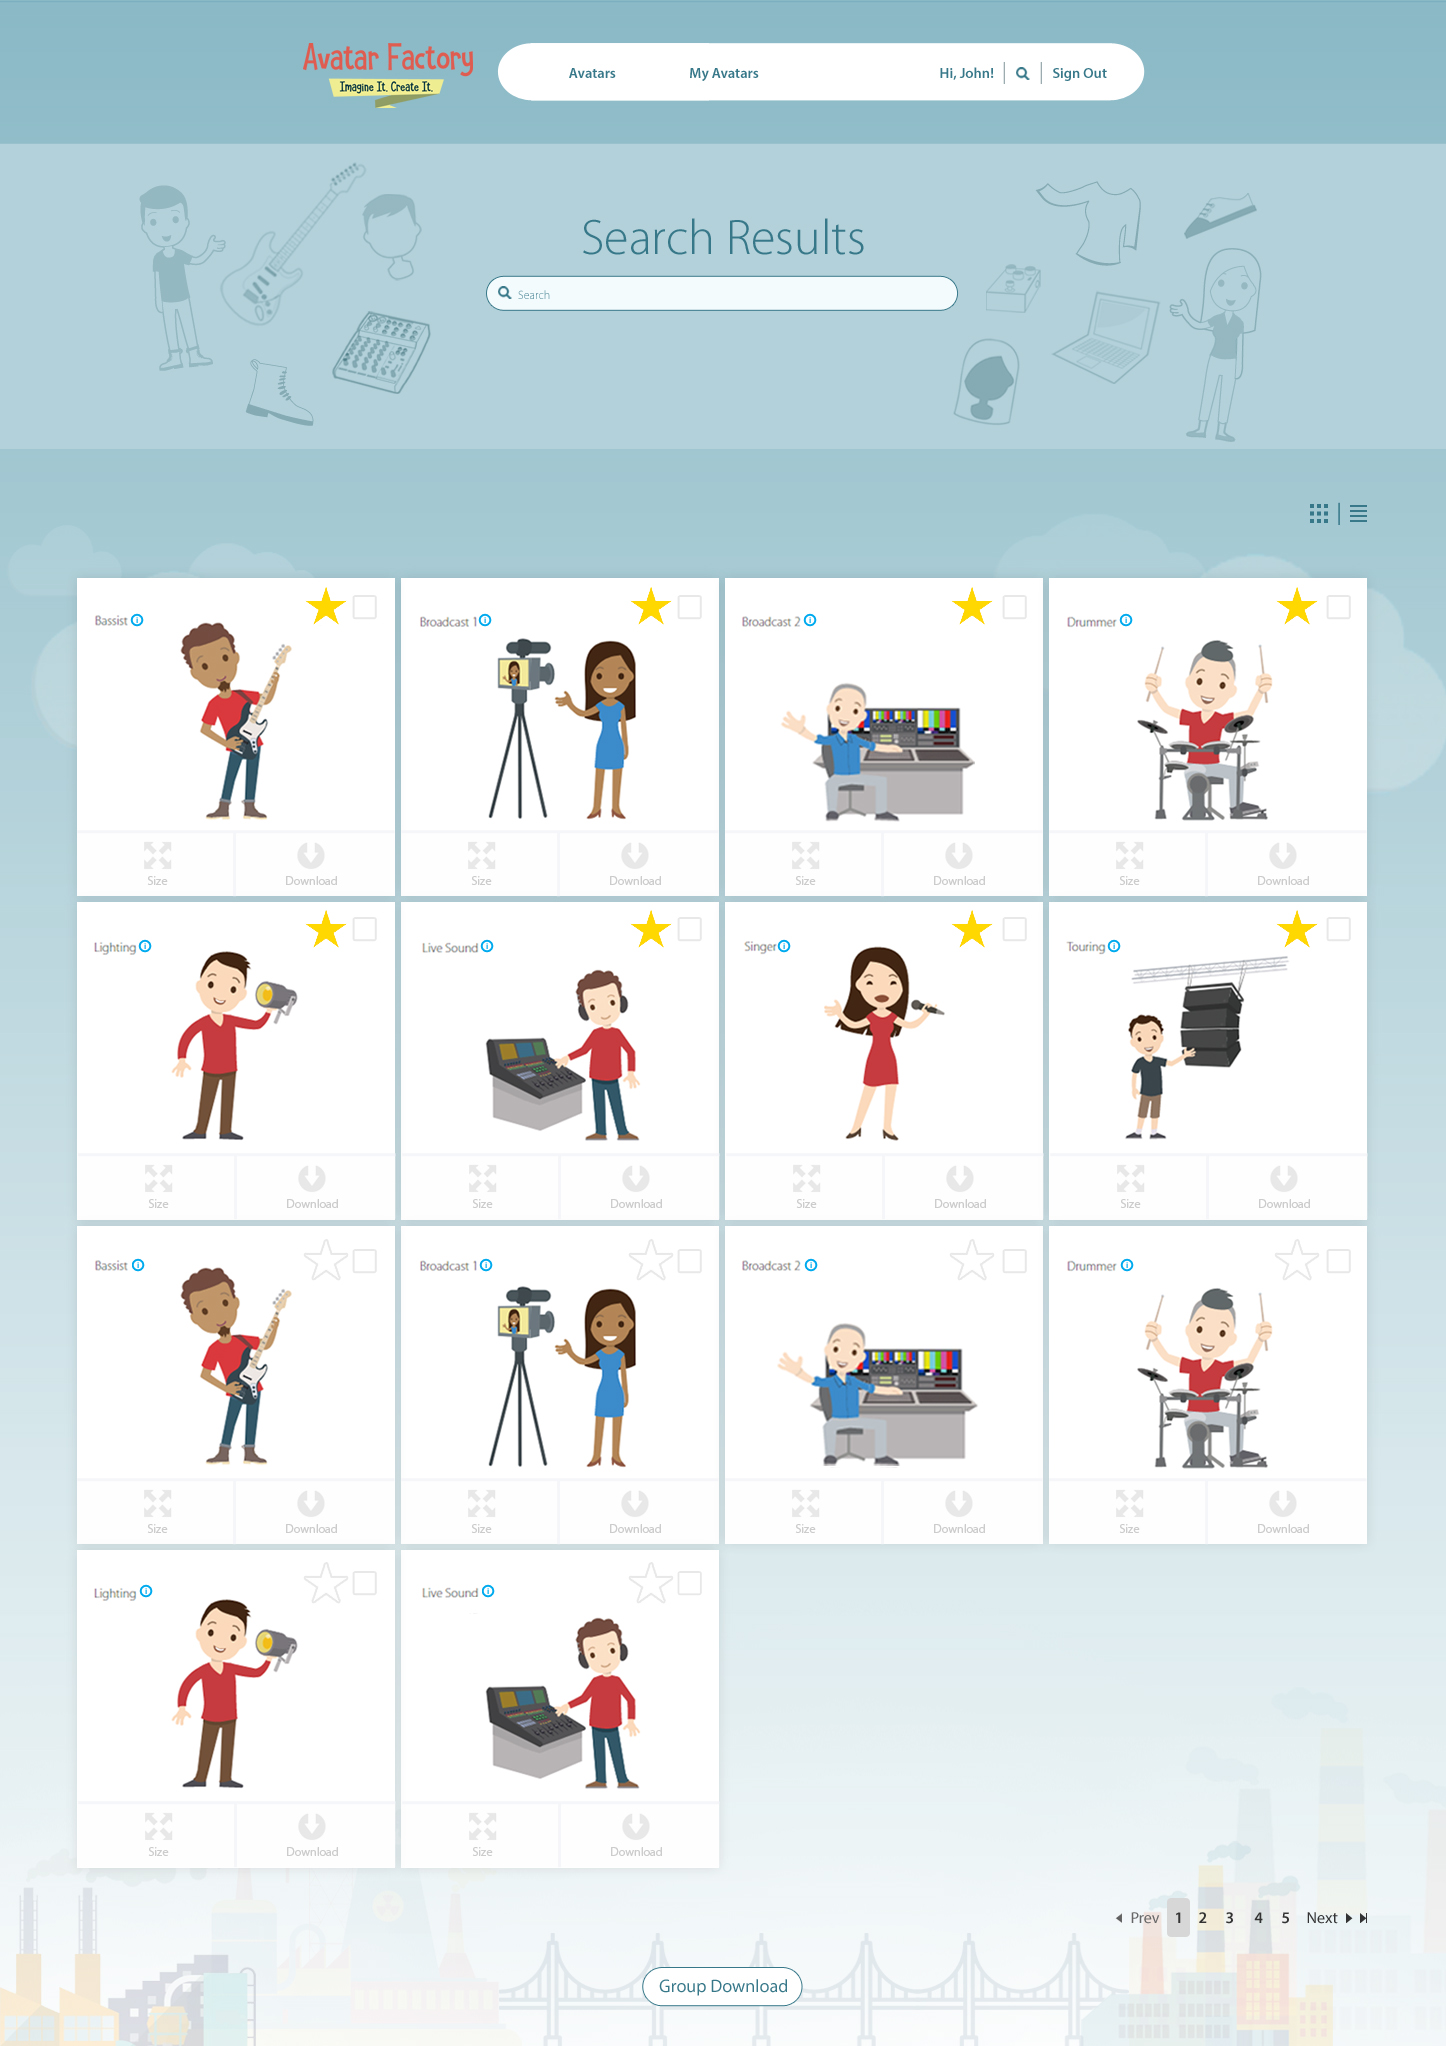 Avatar Factory
Imagine It. Create It.
Avatars
My Avatars
Hi, John!
Sign Out
Search Results
Search
Bassist
Broadcast 1
Broadcast 2
Drummer
Size
Download
Size
Download
Size
Download
Size
Download
Lighting
Live Sound
Singer
Touring
Size
Download
Size
Download
Size
Download
Size
Download
Bassist
Broadcast 1
Broadcast 2
Drummer
Size
Download
Size
Download
Size
Download
Size
Download
Lighting
Live Sound
Size
Download
Size
Download
Prev 1 2 3 4 5 Next
Group Download